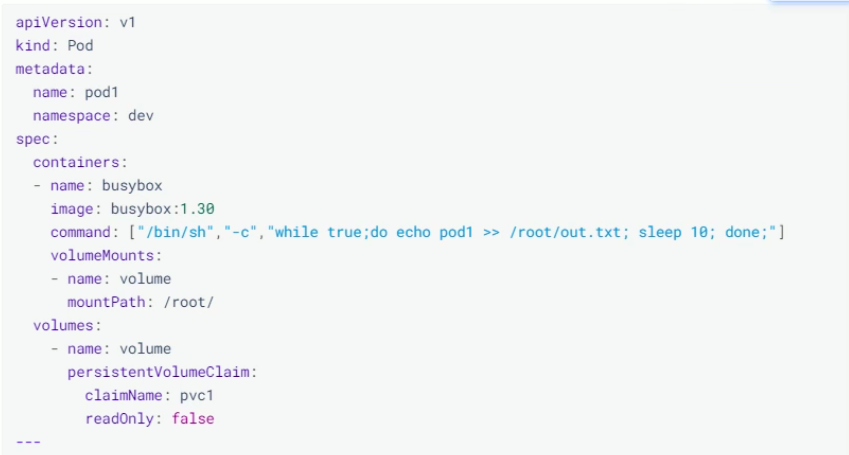 apiVersion: v1
kind: Pod
metadata:
  name: pod1
  namespace: dev
spec:
  containers:
  - name: busybox
    image: busybox:1.30
    command: ["/bin/sh","-c","while true;do echo pod1 >> /root/out.txt; sleep 10; done;"]
    volumeMounts:
    - name: volume
      mountPath: /root/
  volumes:
    - name: volume
      persistentVolumeClaim:
        claimName: pvc1
        readOnly: false
---